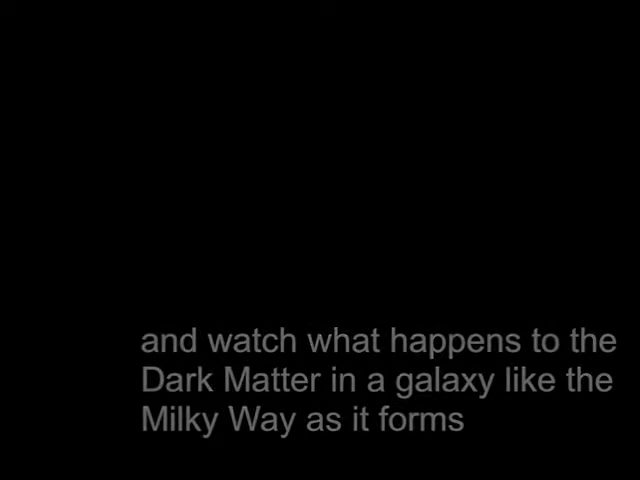 and watch what happens to the
Dark Matter in a galaxy like the
Milky Way as it forms